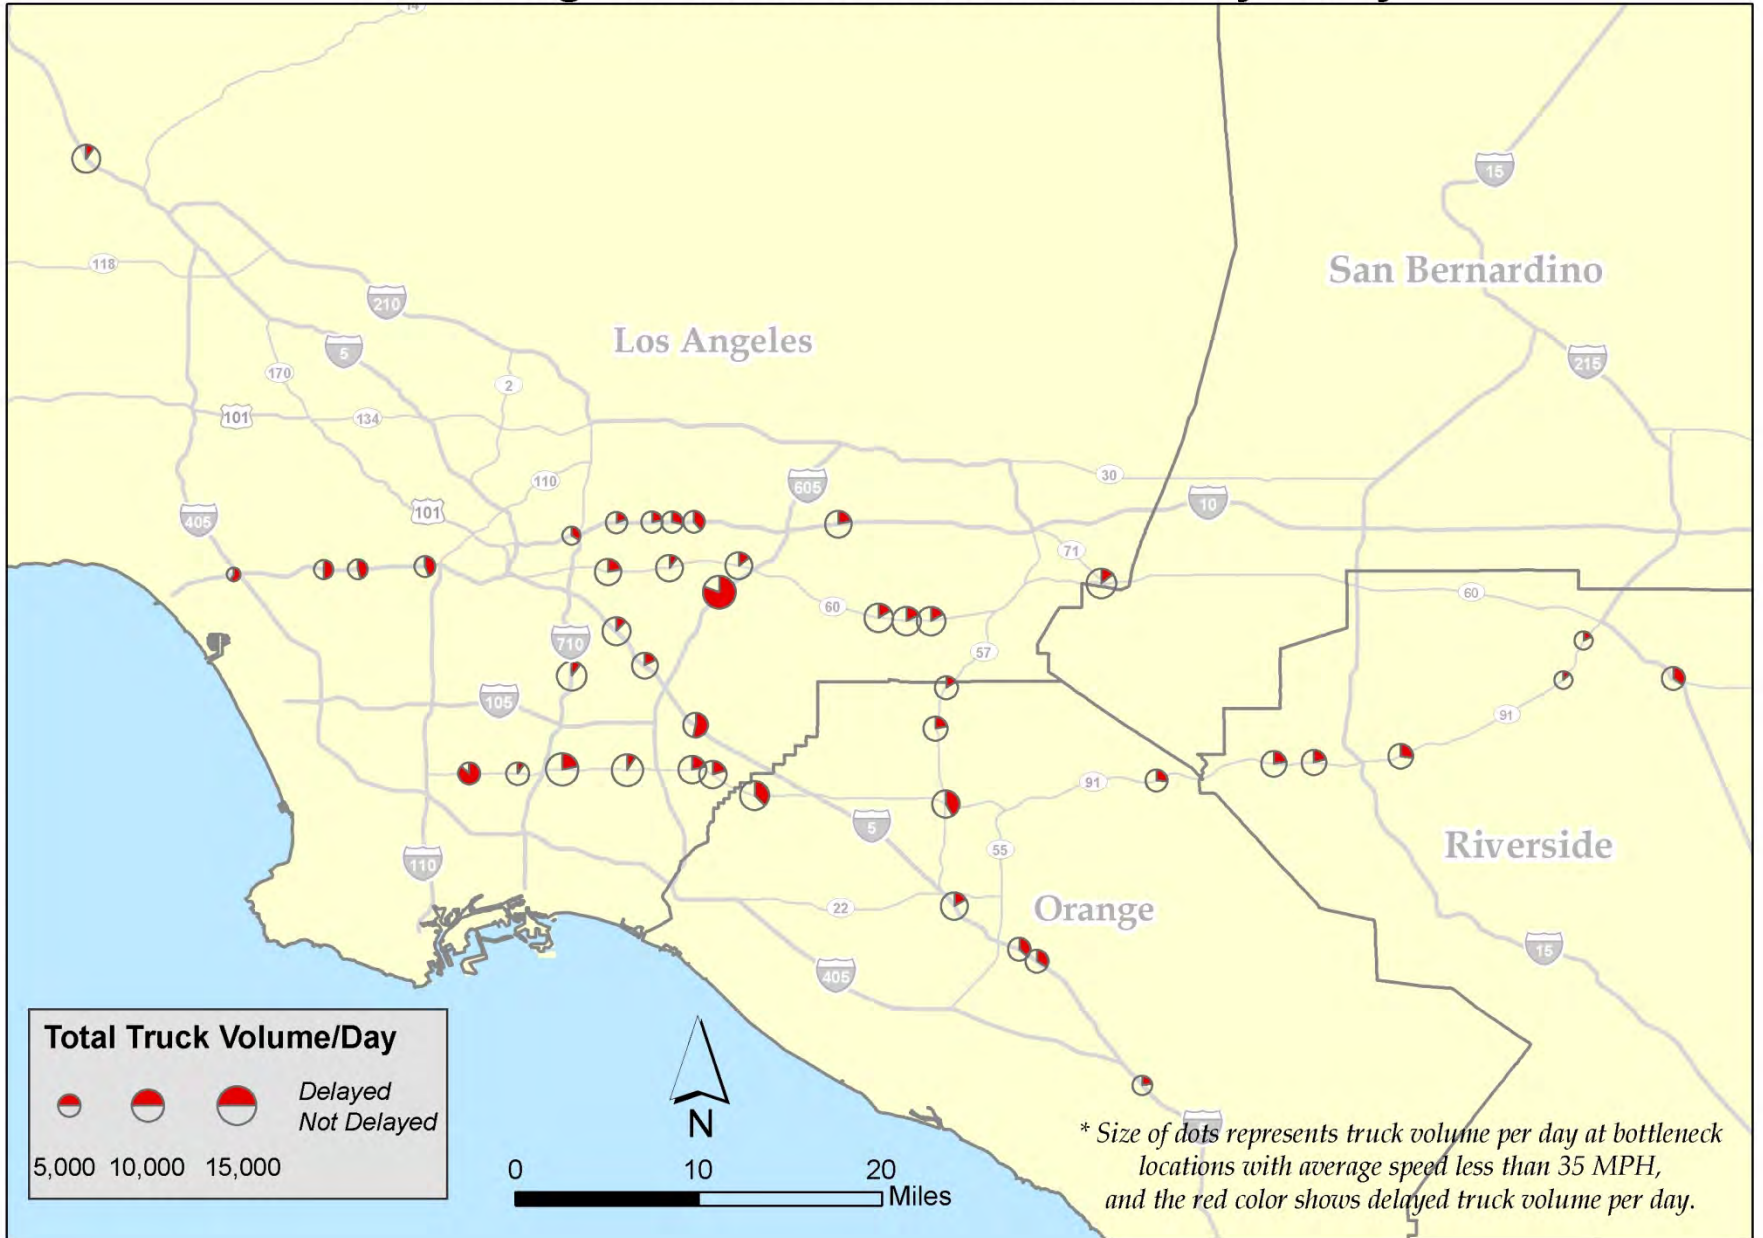 14
15
118
San Bernardino
210
Los Angeles
5
215
170
2
101
134
30
110
605
10
101
405
71
60
60
710
57
105
91
91
5
Riverside
55
110
22
Orange
15
405
Total Truck Volume/Day
Delayed
Not Delayed
5,000 10,000 15,000
N
0 10 20
Miles
* Size of dots represents truck volume per day at bottleneck
locations with average speed less than 35 MPH,
and the red color shows delayed truck volume per day.